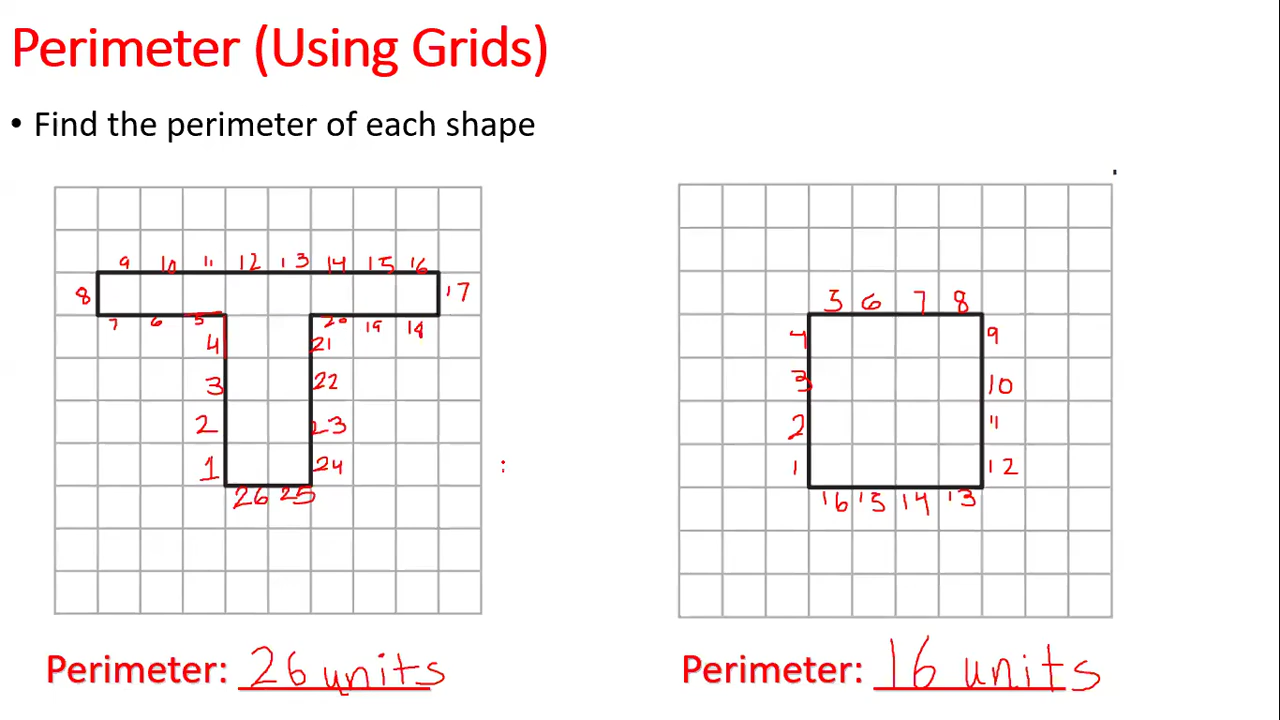 Perimeter (Using Grids)
• Find the perimeter of each shape
9 10 11 12 13 14 15 16
8 17
7 6 5 20 19 18
4 21
3 22
2 23
1 24
26 25
5 6 7 8
4 9
3 10
2 11
1 12
16 15 14 13
Perimeter: 26 units
Perimeter: 16 units